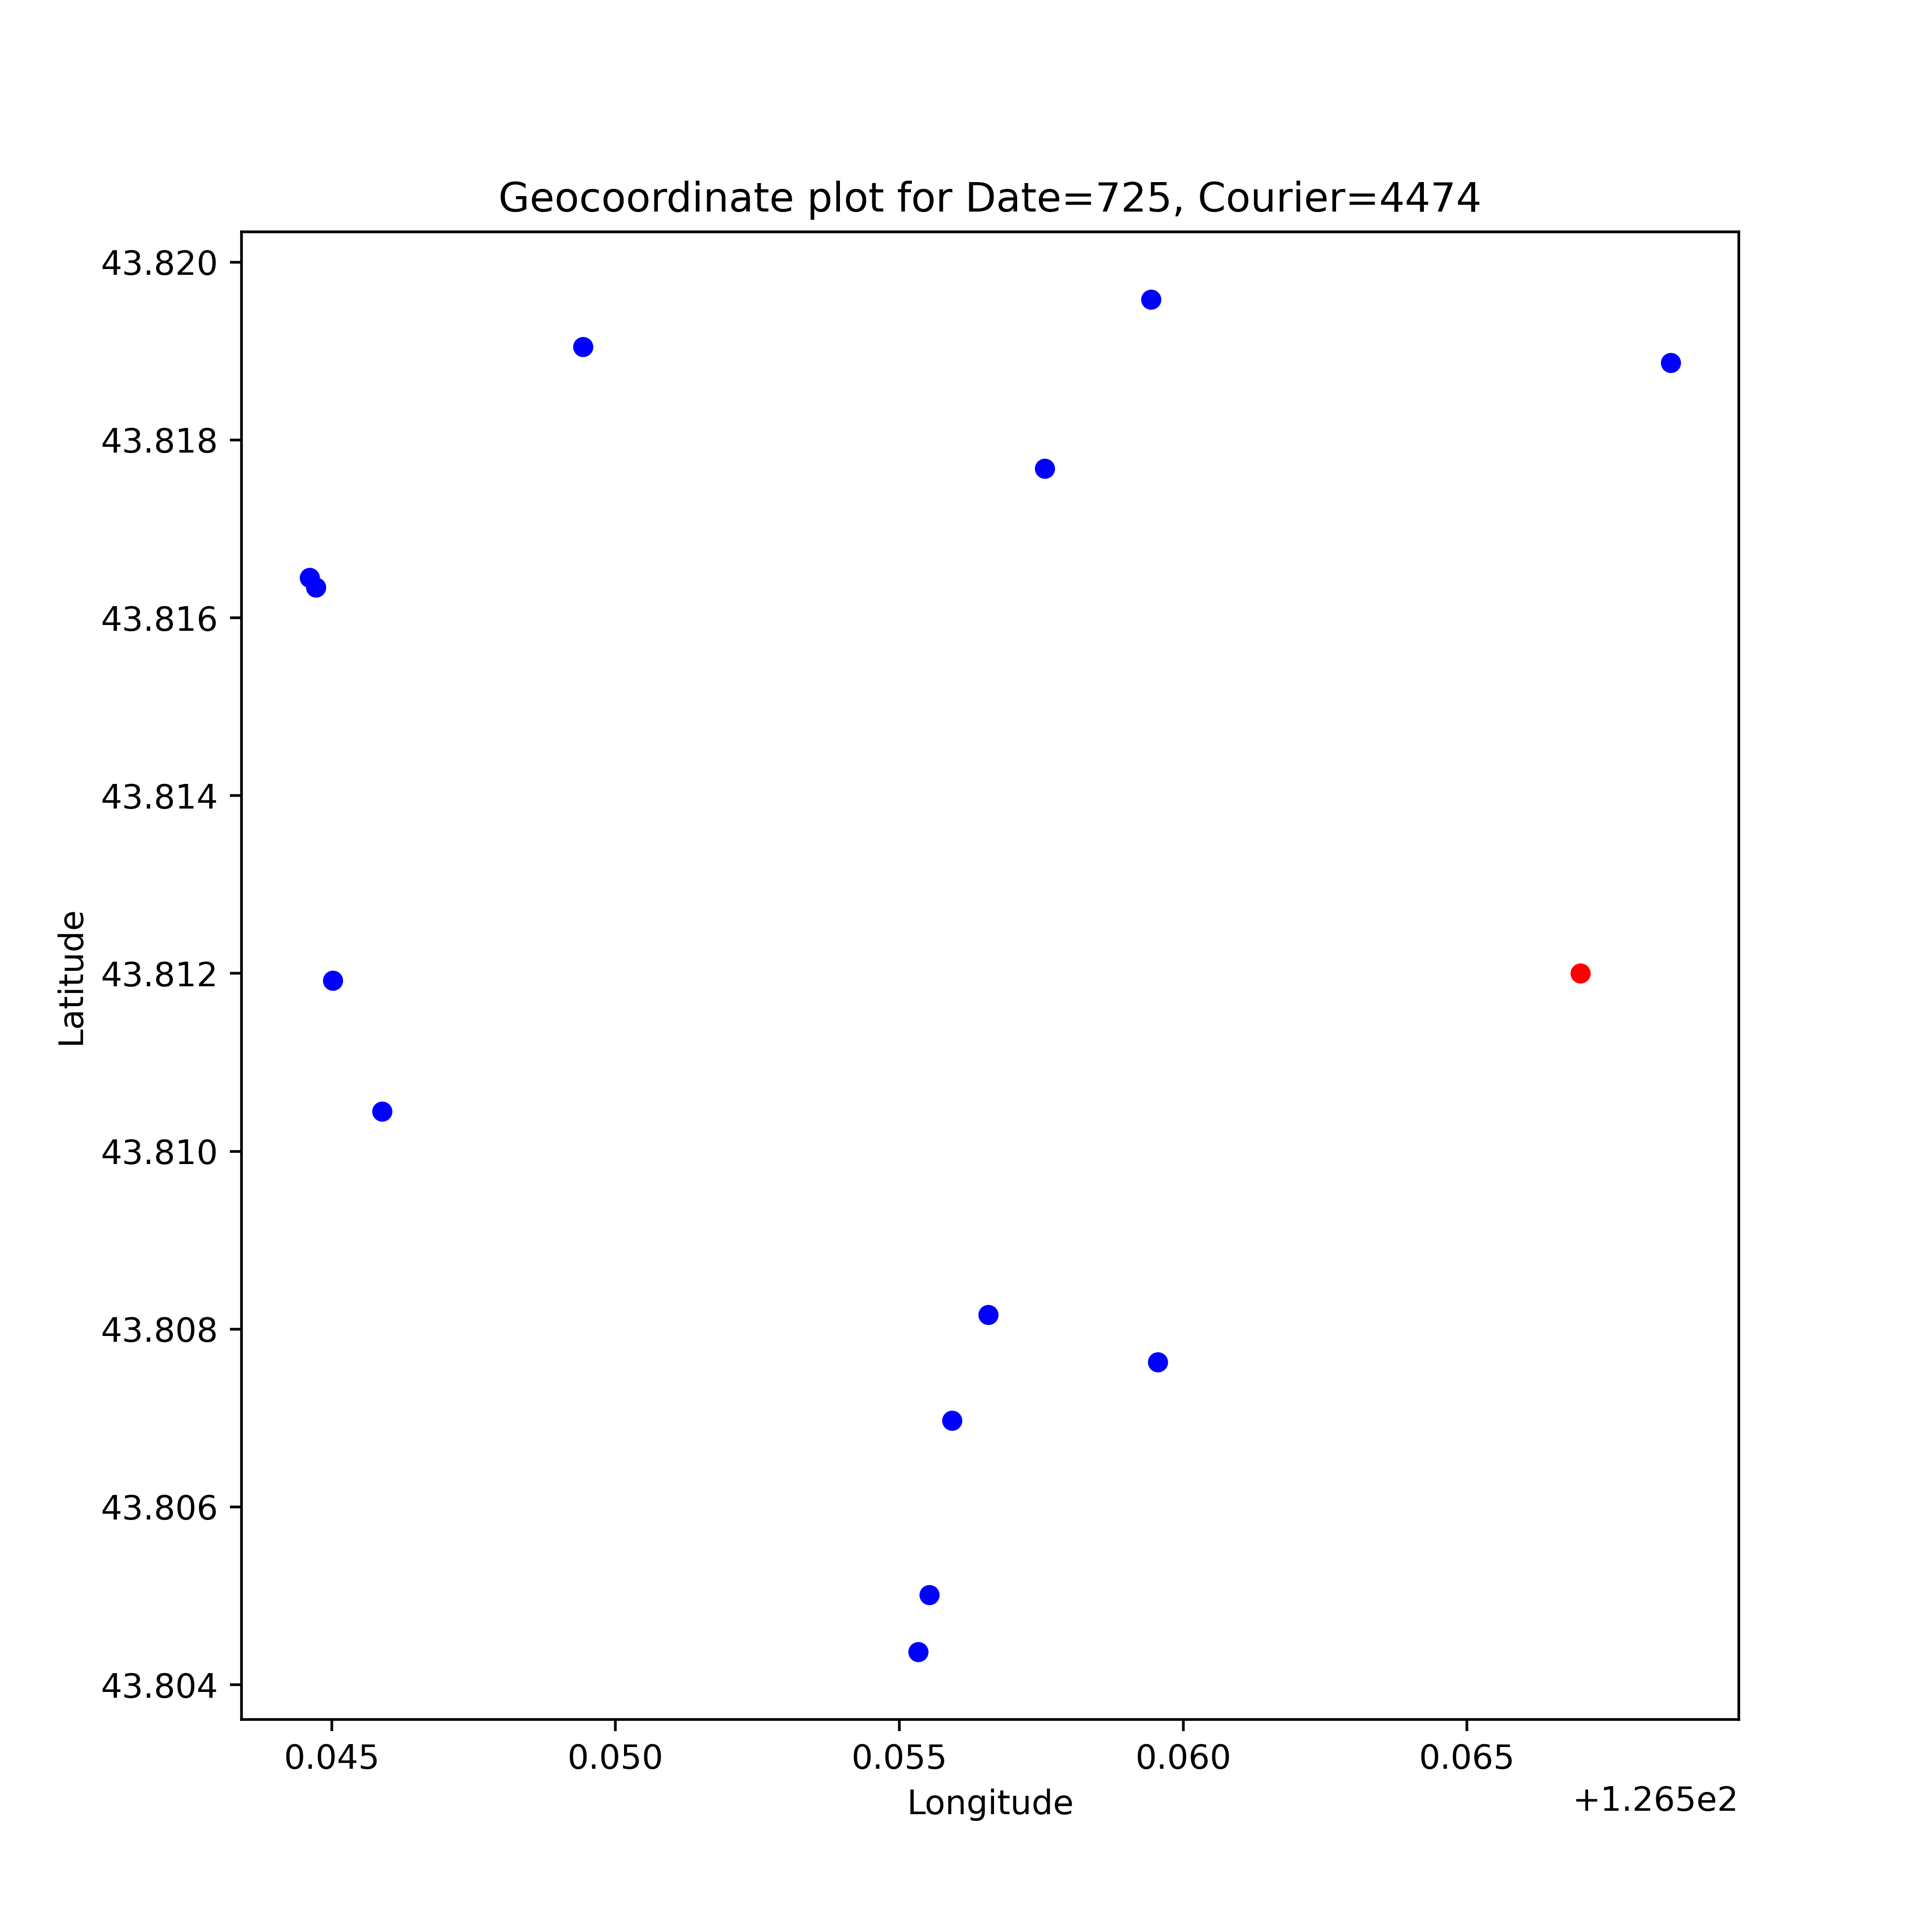 Geocoordinate plot for Date=725, Courier=4474
43.820
43.818
43.816
43.814
43.812
43.810
43.808
43.806
43.804
Latitude
0.045 0.050 0.055 0.060 0.065
Longitude
+1.265e2